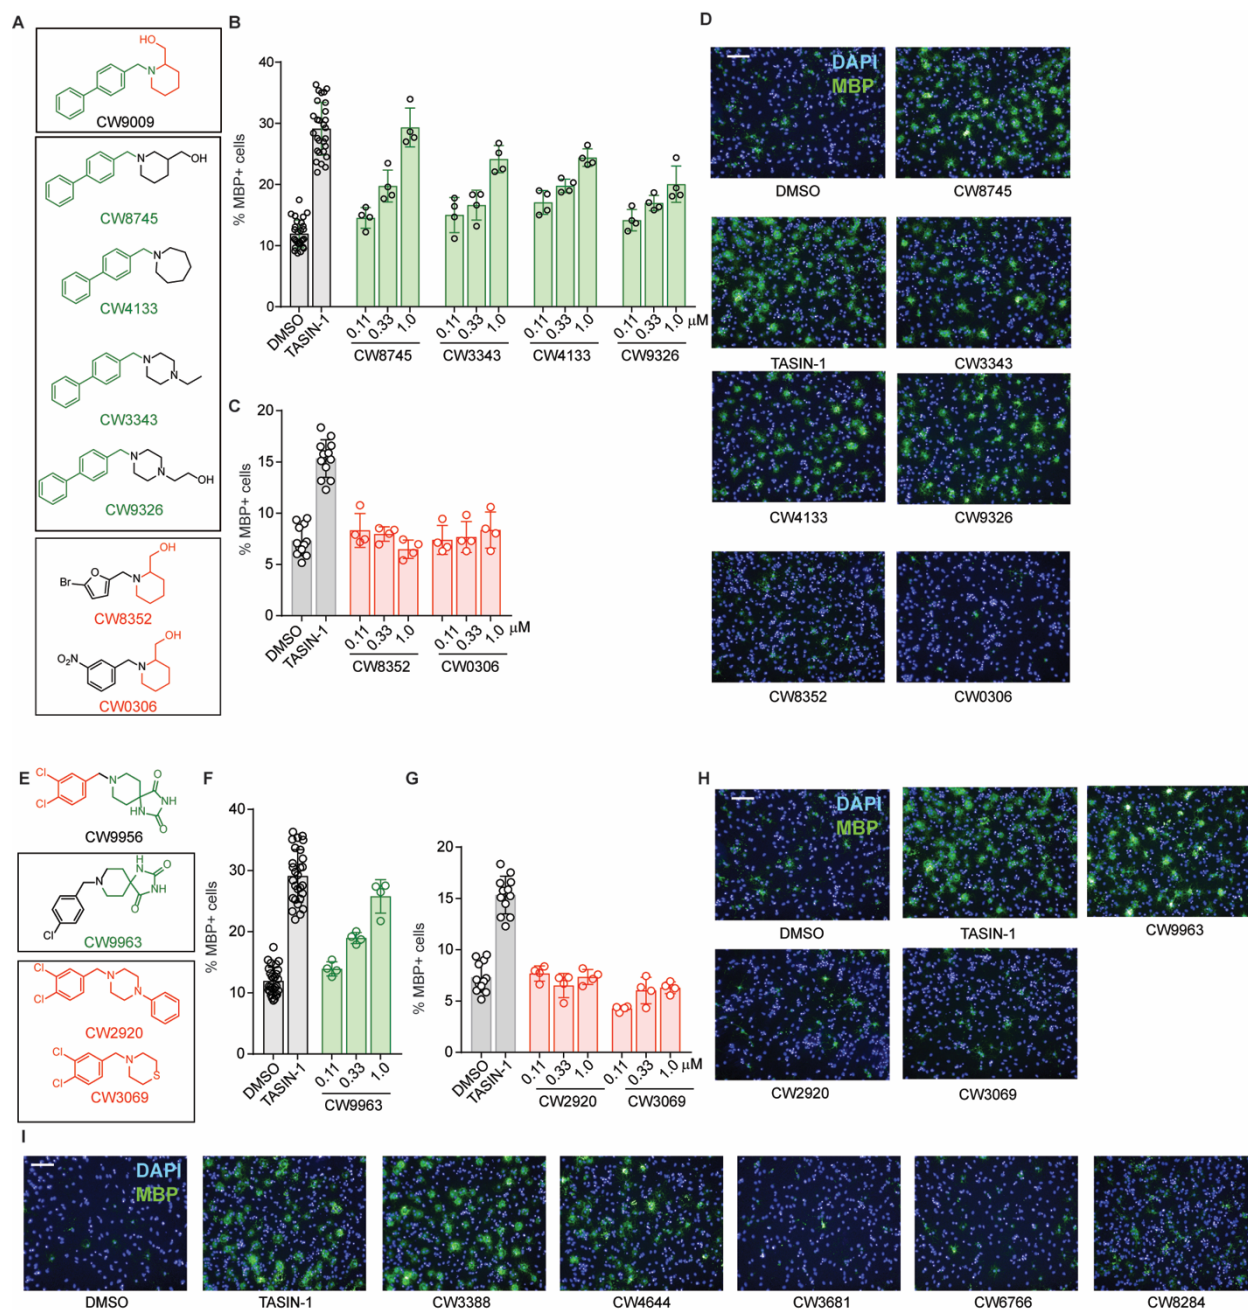 A
HO
N
CW9009
N
OH
CW8745
N
CW4133
N
N
CW3343
N
N
OH
CW9326
OH
Br
O
N
CW8352
OH
O₂N
N
CW0306
B
% MBP+ cells
40
30
20
10
0
DMSO
TASIN-1
0.11
0.33
1.0
0.11
0.33
1.0
0.11
0.33
1.0
0.11
0.33
1.0
μM
CW8745
CW3343
CW4133
CW9326
C
% MBP+ cells
20
15
10
5
0
DMSO
TASIN-1
0.11
0.33
1.0
0.11
0.33
1.0
μM
CW8352
CW0306
D
DAPI
MBP
DMSO
CW8745
TASIN-1
CW3343
CW4133
CW9326
CW8352
CW0306
E
Cl
Cl
N
O
NH
NH
O
CW9956
H
N
O
N
NH
O
Cl
CW9963
Cl
Cl
N
N
CW2920
Cl
Cl
N
S
CW3069
F
% MBP+ cells
40
30
20
10
0
DMSO
TASIN-1
0.11
0.33
1.0
CW9963
G
% MBP+ cells
20
15
10
5
0
DMSO
TASIN-1
0.11
0.33
1.0
0.11
0.33
1.0
μM
CW2920
CW3069
H
DAPI
MBP
DMSO
TASIN-1
CW9963
CW2920
CW3069
I
DAPI
MBP
DMSO
TASIN-1
CW3388
CW4644
CW3681
CW6766
CW8284